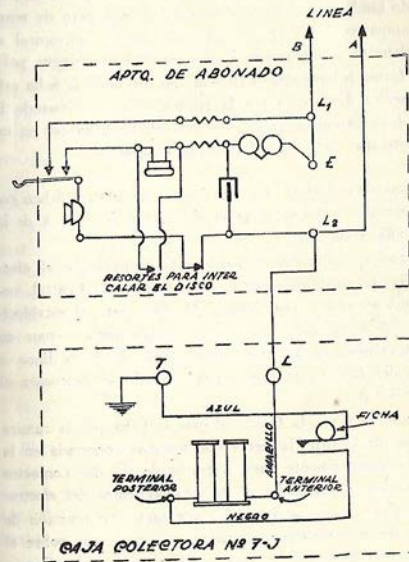 LINEA
B
A
APTO. DE ABONADO
L1
E
L2
RESORTES PARA INTER
CALAR EL DISCO
T
L
AZUL
FICHA
AMARILLO
TERMINAL
POSTERIOR
TERMINAL
ANTERIOR
NEGRO
CAJA COLECTORA Nº 7-J